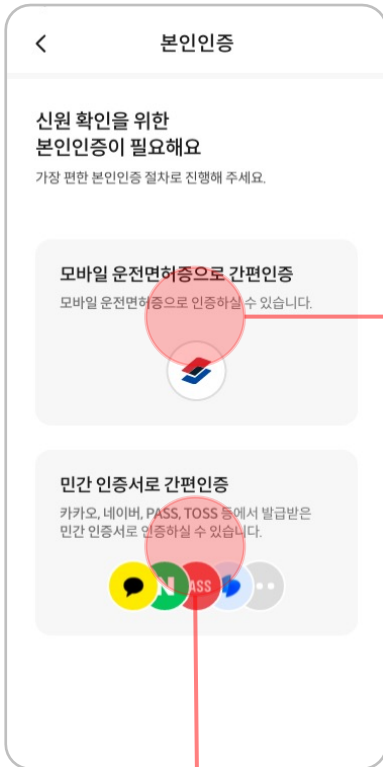 본인인증
신원 확인을 위한
본인인증이 필요해요
가장 편한 본인인증 절차로 진행해 주세요.
모바일 운전면허증으로 간편인증
모바일 운전면허증으로 인증하실 수 있습니다.
민간 인증서로 간편인증
카카오, 네이버, PASS, TOSS 등에서 발급받은
민간 인증서로 인증하실 수 있습니다.
N ASS